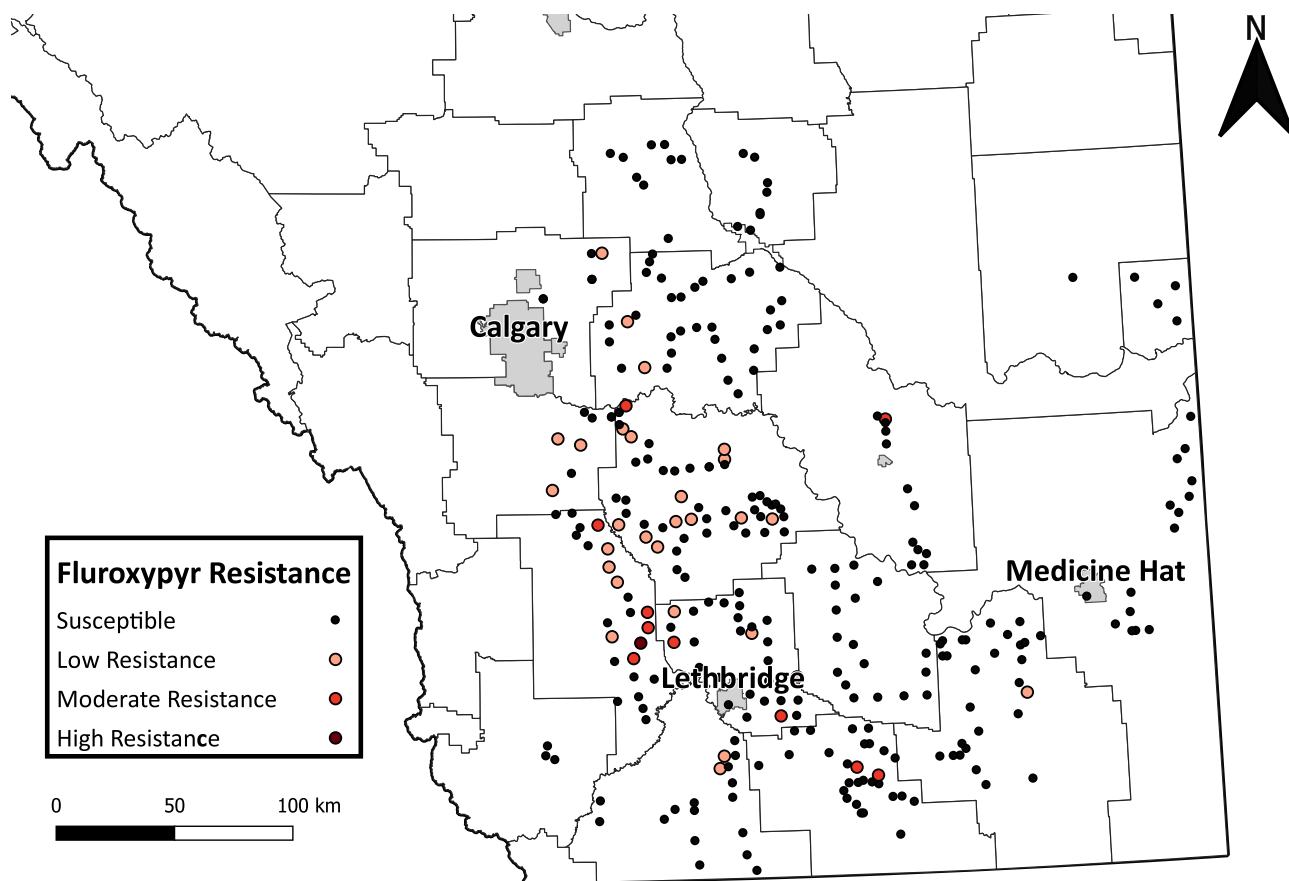 N
Calgary
Fluroxypyr Resistance
Susceptible
Low Resistance
Moderate Resistance
High Resistance
Medicine Hat
Lethbridge
0 50 100 km